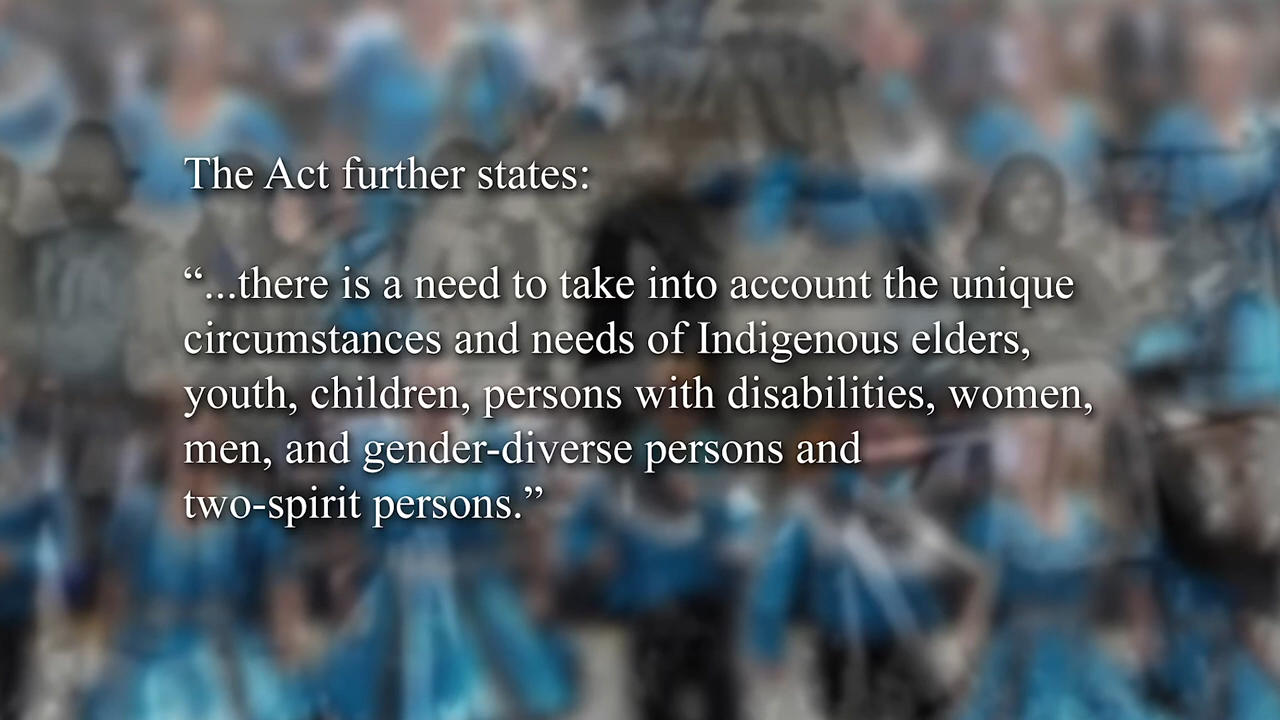 The Act further states:
“...there is a need to take into account the unique
circumstances and needs of Indigenous elders,
youth, children, persons with disabilities, women,
men, and gender-diverse persons and
two-spirit persons.”